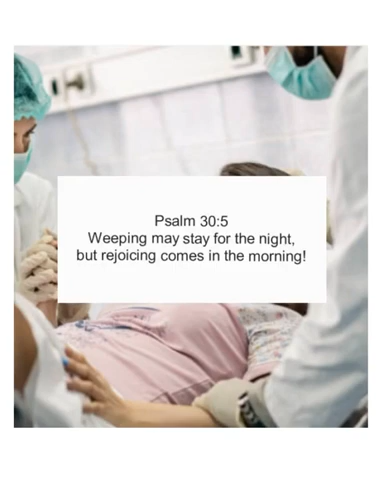 Psalm 30:5
Weeping may stay for the night,
but rejoicing comes in the morning!